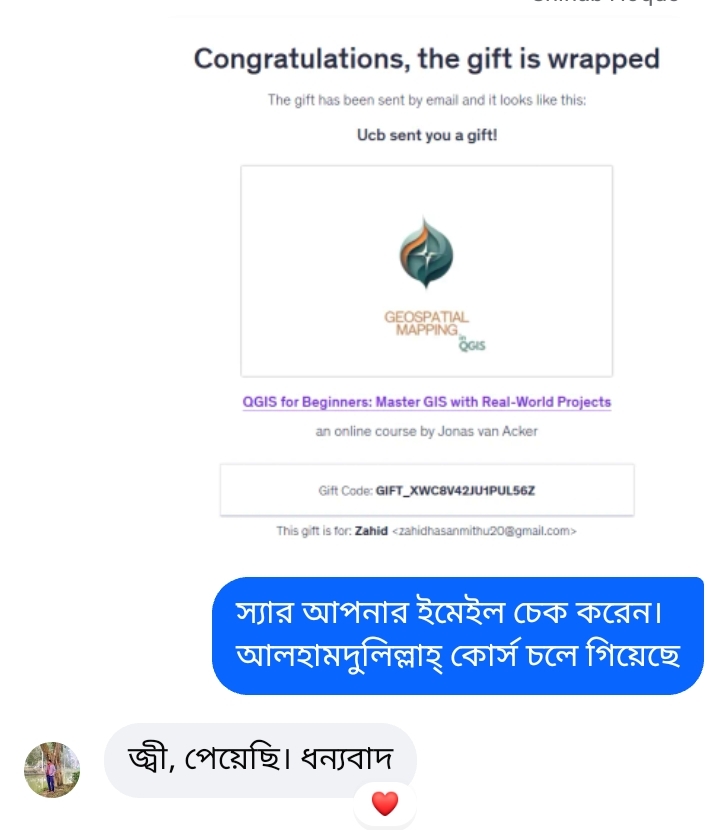 Congratulations, the gift is wrapped
The gift has been sent by email and it looks like this:
Ucb sent you a gift!
GEOSPATIAL
MAPPING
in
QGIS
QGIS for Beginners: Master GIS with Real-World Projects
an online course by Jonas van Acker
Gift Code: GIFT_XWC8V42JU1PUL56Z
This gift is for: Zahid <zahidhasanmithu20@gmail.com>
স্যার আপনার ইমেইল চেক করেন।
আলহামদুলিল্লাহ্ কোর্স চলে গিয়েছে
জ্বী, পেয়েছি। ধন্যবাদ